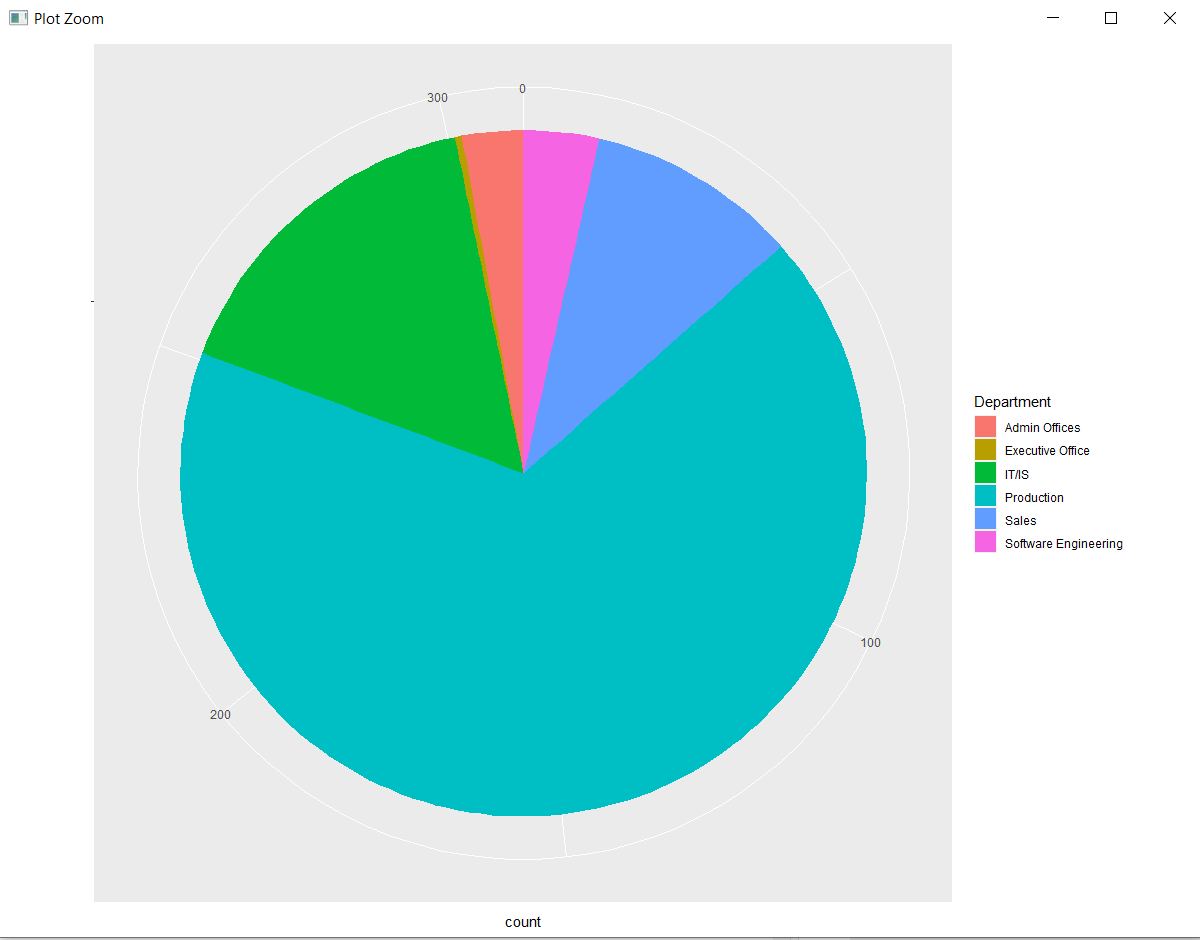 Plot Zoom
300
0
100
200
count
Department
Admin Offices
Executive Office
IT/IS
Production
Sales
Software Engineering